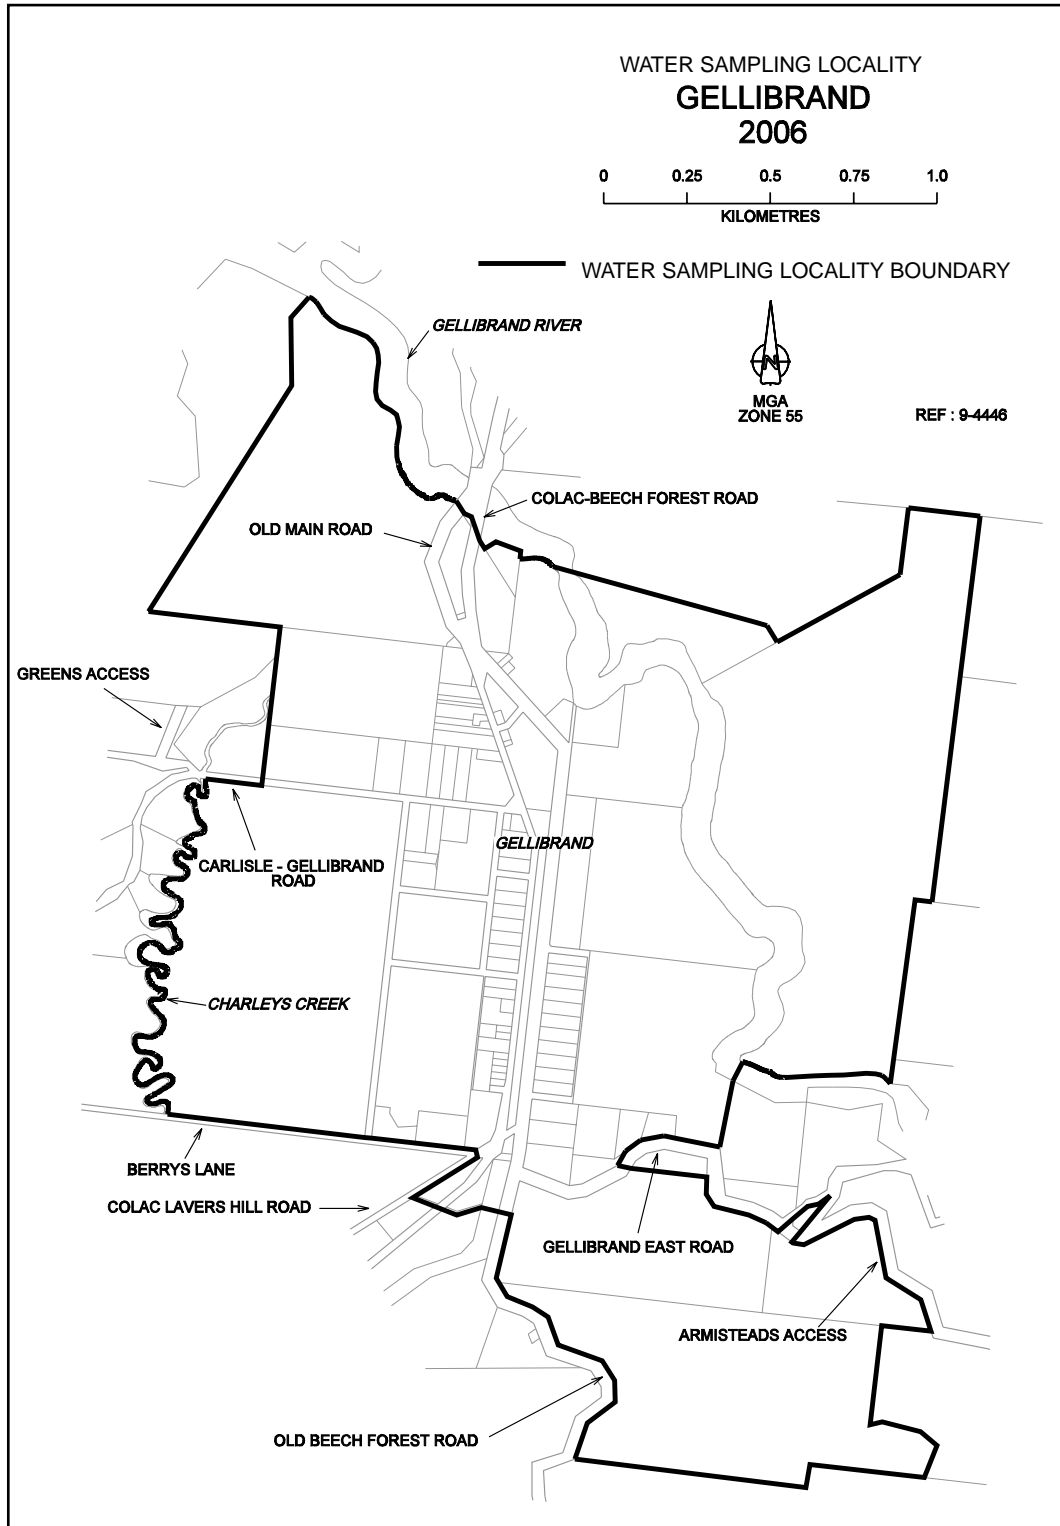 WATER SAMPLING LOCALITY
GELLIBRAND
2006
0 0.25 0.5 0.75 1.0
KILOMETRES
WATER SAMPLING LOCALITY BOUNDARY
GELLIBRAND RIVER
N
MGA
ZONE 55
REF : 9-4446
COLAC-BEECH FOREST ROAD
OLD MAIN ROAD
GREENS ACCESS
GELLIBRAND
CARLISLE - GELLIBRAND
ROAD
CHARLEYS CREEK
BERRYS LANE
COLAC LAVERS HILL ROAD
GELLIBRAND EAST ROAD
ARMISTEADS ACCESS
OLD BEECH FOREST ROAD